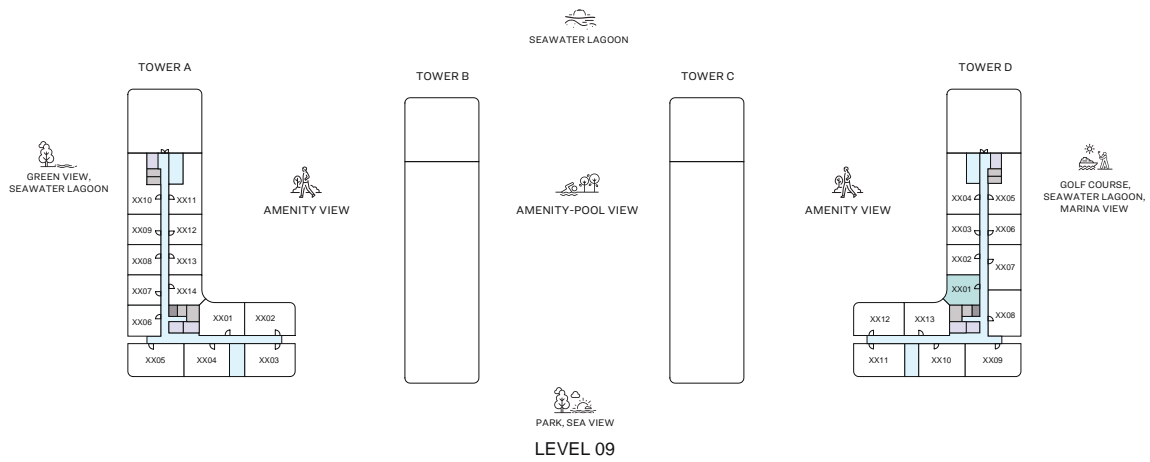 SEAWATER LAGOON
TOWER A
TOWER B
TOWER C
TOWER D
GREEN VIEW,
SEAWATER LAGOON
AMENITY VIEW
AMENITY-POOL VIEW
AMENITY VIEW
GOLF COURSE,
SEAWATER LAGOON,
MARINA VIEW
XX10 XX11
XX09 XX12
XX08 XX13
XX07 XX14
XX06 XX01 XX02
XX05 XX04 XX03
XX04 XX05
XX03 XX06
XX02 XX07
XX01
XX12 XX13 XX08
XX11 XX10 XX09
PARK, SEA VIEW
LEVEL 09